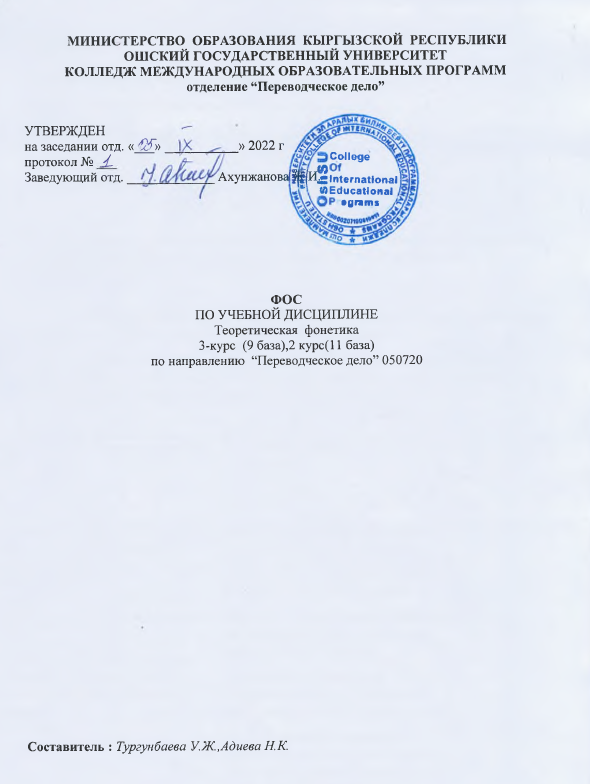 МИНИСТЕРСТВО ОБРАЗОВАНИЯ КЫРГЫЗСКОЙ РЕСПУБЛИКИ
ОШСКИЙ ГОСУДАРСТВЕННЫЙ УНИВЕРСИТЕТ
КОЛЛЕДЖ МЕЖДУНАРОДНЫХ ОБРАЗОВАТЕЛЬНЫХ ПРОГРАММ
отделение “Переводческое дело”
УТВЕРЖДЕН
на заседании отд. «25» IX » 2022 г
протокол № 1
Заведующий отд. Ахунжанова
OshSU College
Of
International
Educational
Programs
ФОС
ПО УЧЕБНОЙ ДИСЦИПЛИНЕ
Теоретическая фонетика
3-курс (9 база),2 курс(11 база)
по направлению “Переводческое дело” 050720
Составитель : Тургунбаева У.Ж.,Адиева Н.К.